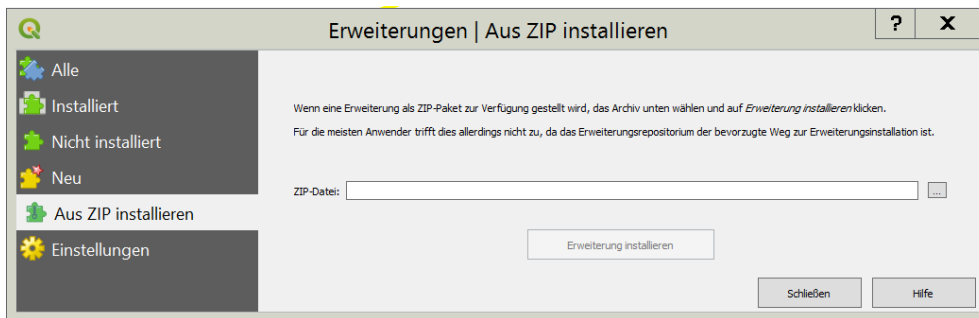 Erweiterungen | Aus ZIP installieren
? X
Alle
Installiert
Nicht installiert
Neu
Aus ZIP installieren
Einstellungen
Wenn eine Erweiterung als ZIP-Paket zur Verfügung gestellt wird, das Archiv unten wählen und auf Erweiterung installieren klicken.
Für die meisten Anwender trifft dies allerdings nicht zu, da das Erweiterungsrepositorium der bevorzugte Weg zur Erweiterungsinstallation ist.
ZIP-Datei:
...
Erweiterung installieren
Schließen
Hilfe